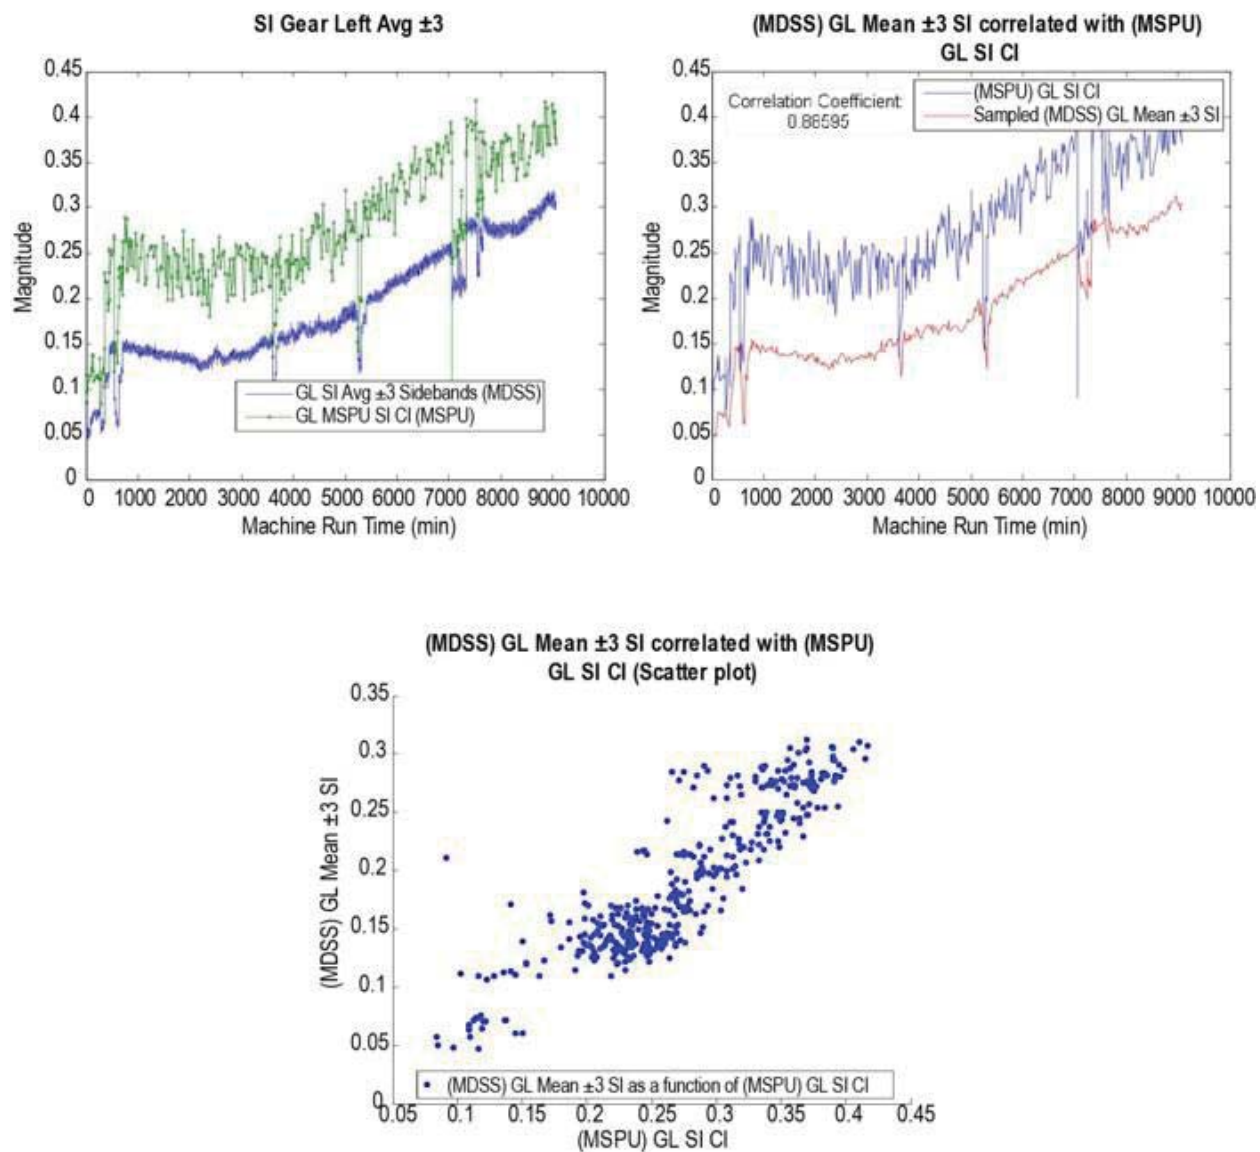 SI Gear Left Avg ±3
0.45
0.4
0.35
0.3
0.25
0.2
0.15
0.1
0.05
0
Magnitude
GL SI Avg ±3 Sidebands (MDSS)
GL MSPU SI CI (MSPU)
0 1000 2000 3000 4000 5000 6000 7000 8000 9000 10000
Machine Run Time (min)
(MDSS) GL Mean ±3 SI correlated with (MSPU)
GL SI CI
0.45
0.4
0.35
0.3
0.25
0.2
0.15
0.1
0.05
0
Magnitude
Correlation Coefficient:
0.88595
(MSPU) GL SI CI
Sampled (MDSS) GL Mean ±3 SI
0 1000 2000 3000 4000 5000 6000 7000 8000 9000 10000
Machine Run Time (min)
(MDSS) GL Mean ±3 SI correlated with (MSPU)
GL SI CI (Scatter plot)
0.35
0.3
0.25
0.2
0.15
0.1
0.05
0
(MDSS) GL Mean ±3 SI
(MDSS) GL Mean ±3 SI as a function of (MSPU) GL SI CI
0.05 0.1 0.15 0.2 0.25 0.3 0.35 0.4 0.45
(MSPU) GL SI CI